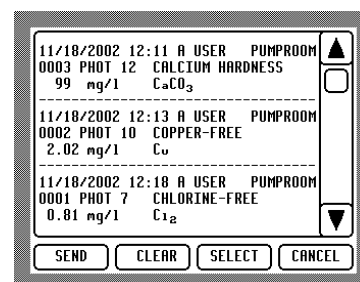 11/18/2002 12:11 A USER PUMPROOM
0003 PHOT 12 CALCIUM HARDNESS
99 mg/l CaCO₃
11/18/2002 12:13 A USER PUMPROOM
0002 PHOT 10 COPPER-FREE
2.02 mg/l Cu
11/18/2002 12:18 A USER PUMPROOM
0001 PHOT 7 CHLORINE-FREE
0.81 mg/l Cl₂
SEND CLEAR SELECT CANCEL